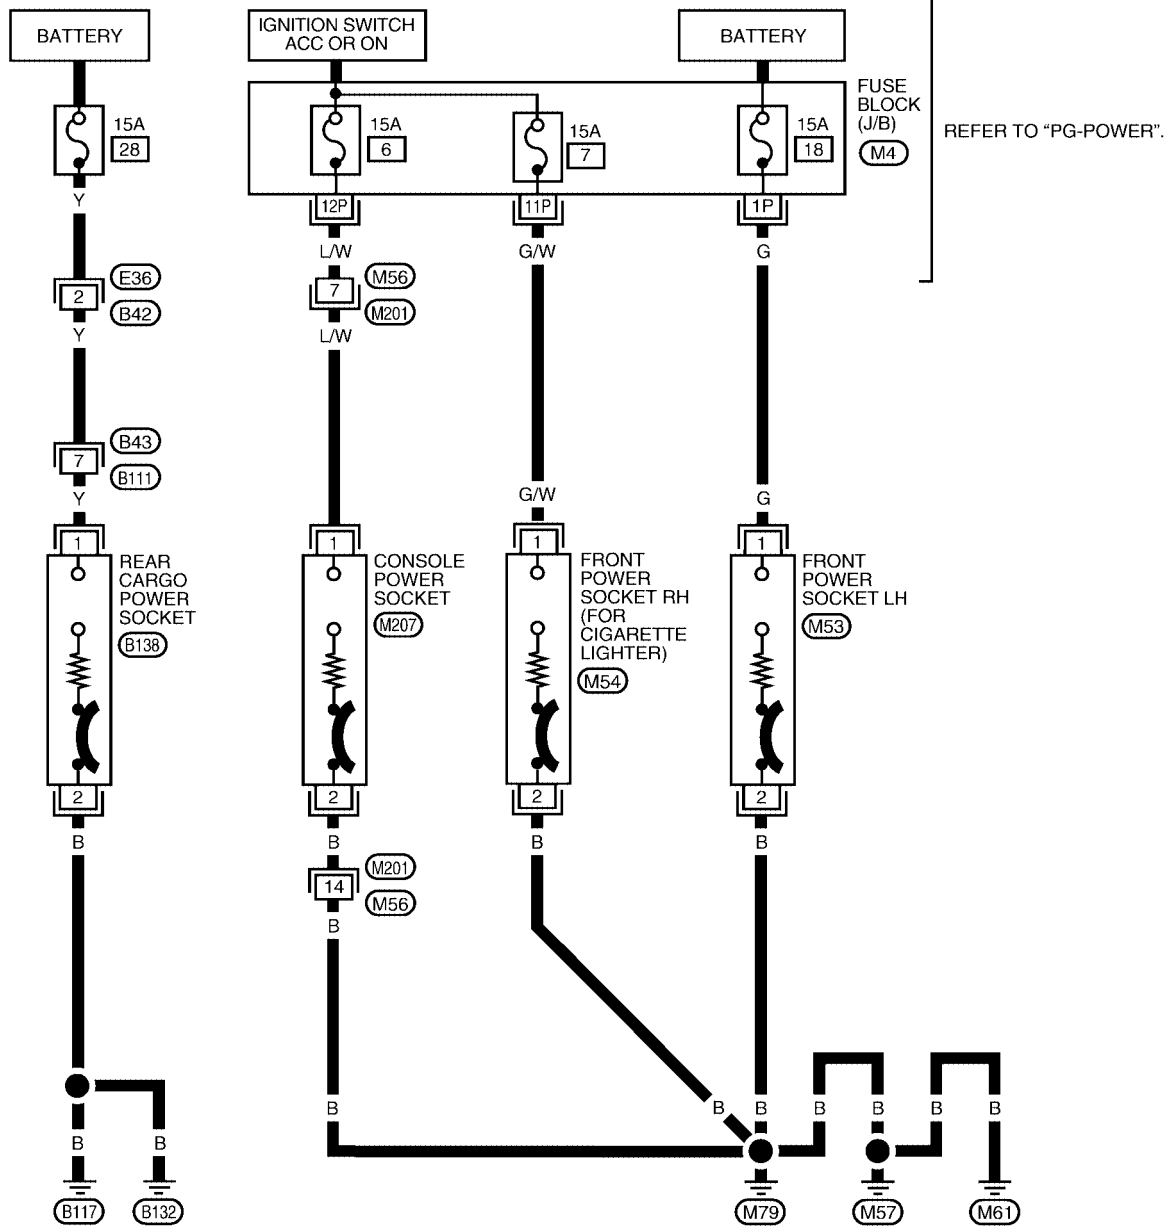 BATTERY
IGNITION SWITCH
ACC OR ON
BATTERY
FUSE
BLOCK
(J/B)
M4
REFER TO “PG-POWER”.
15A
28
15A
6
15A
7
15A
18
12P
11P
1P
Y
L/W
G/W
G
E36
2
B42
M56
7
M201
Y
L/W
B43
7
B111
Y
G/W
G
1
1
1
1
REAR
CARGO
POWER
SOCKET
B138
CONSOLE
POWER
SOCKET
M207
FRONT
POWER
SOCKET RH
(FOR
CIGARETTE
LIGHTER)
M54
FRONT
POWER
SOCKET LH
M53
2
2
2
2
B
B
B
B
M201
14
M56
B
B
B
B
B
B
B
B
B
B
B117
B132
M79
M57
M61